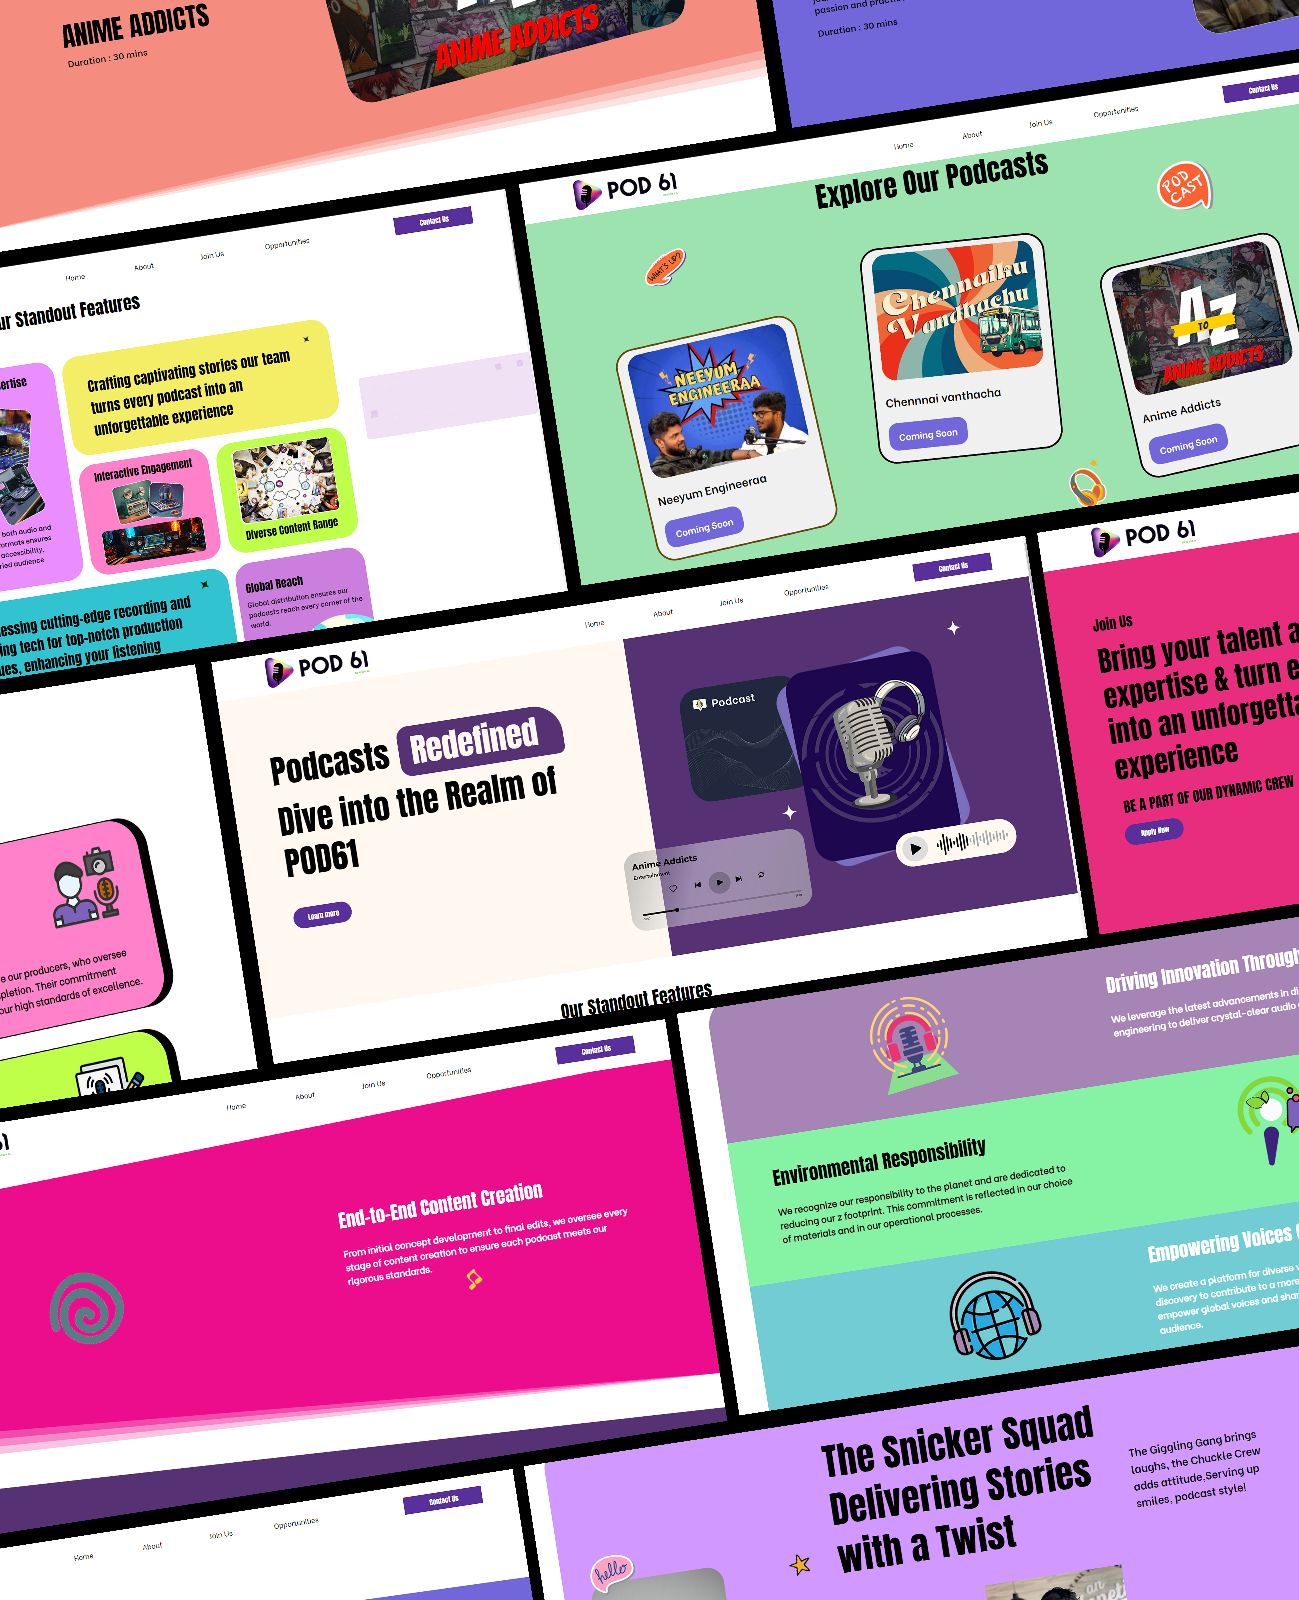 ANIME ADDICTS
Duration : 30 mins
ANIME ADDICTS
passion and
Duration : 30 mins
Contact Us
Home
About
Join Us
Opportunities
POD 61
Explore Our Podcasts
POD
CAST
WHAT'S UP?
NEEYUM
ENGINEERAA
Neeyum Engineeraa
Coming Soon
Chennaiku
Vandhachu
Chennnai vanthacha
Coming Soon
AZ
TO
ANIME ADDICTS
Anime Addicts
Coming Soon
Home
About
Join Us
Opportunities
Contact Us
Standout Features
Crafting captivating stories our team
turns every podcast into an
unforgettable experience
Interactive Engagement
Diverse Content Range
both audio and
formats ensures
accessibility,
audience
Global Reach
Global distribution ensures our
podcasts reach every corner of the
world.
cutting-edge recording and
tech for top-notch production
enhancing your listening
POD 61
Home
About
Join Us
Opportunities
Contact Us
Podcasts Redefined
Dive into the Realm of
POD61
Learn more
Podcast
Anime Addicts
Entertainment
Our Standout Features
POD 61
Join Us
Bring your talent
expertise & turn
into an
experience
BE A PART OF OUR DYNAMIC CREW
Apply Now
our producers, who oversee
Their commitment
our high standards of excellence.
Home
About
Join Us
Opportunities
Contact Us
End-to-End Content Creation
From initial concept development to final edits, we oversee every
stage of content creation to ensure each podcast meets our
rigorous standards.
Driving Innovation Through
We leverage the latest advancements in
engineering to deliver crystal-clear audio
Environmental Responsibility
We recognize our responsibility to the planet and are dedicated to
reducing our z footprint. This commitment is reflected in our choice
of materials and in our operational processes.
Empowering Voices
We create a platform for diverse
discovery to contribute to a more
empower global voices and
audience.
Home
About
Join Us
Opportunities
Contact Us
The Snicker Squad
Delivering Stories
with a Twist
The Giggling Gang brings
laughs, the Chuckle Crew
adds attitude,Serving up
smiles, podcast style!
hello